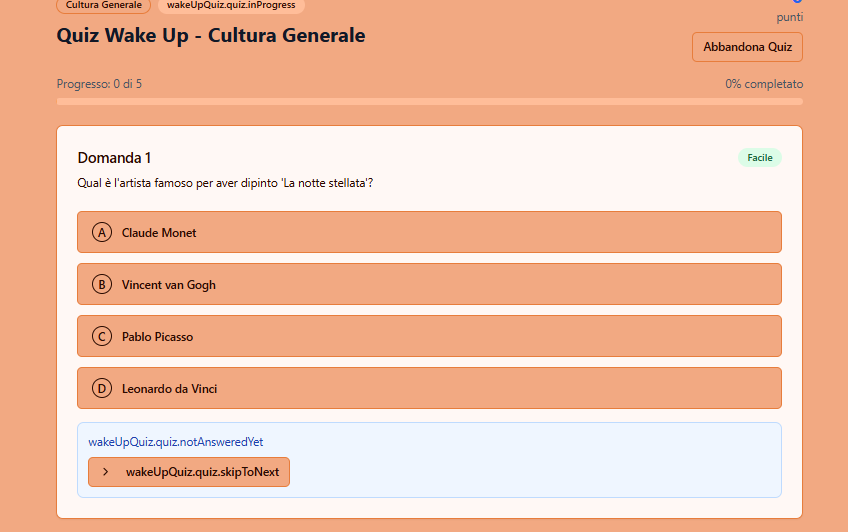 Cultura Generale
wakeUpQuiz.quiz.inProgress
punti
Quiz Wake Up - Cultura Generale
Abbandona Quiz
Progresso: 0 di 5
0% completato
Domanda 1
Facile
Qual è l'artista famoso per aver dipinto 'La notte stellata'?
A Claude Monet
B Vincent van Gogh
C Pablo Picasso
D Leonardo da Vinci
wakeUpQuiz.quiz.notAnsweredYet
wakeUpQuiz.quiz.skipToNext